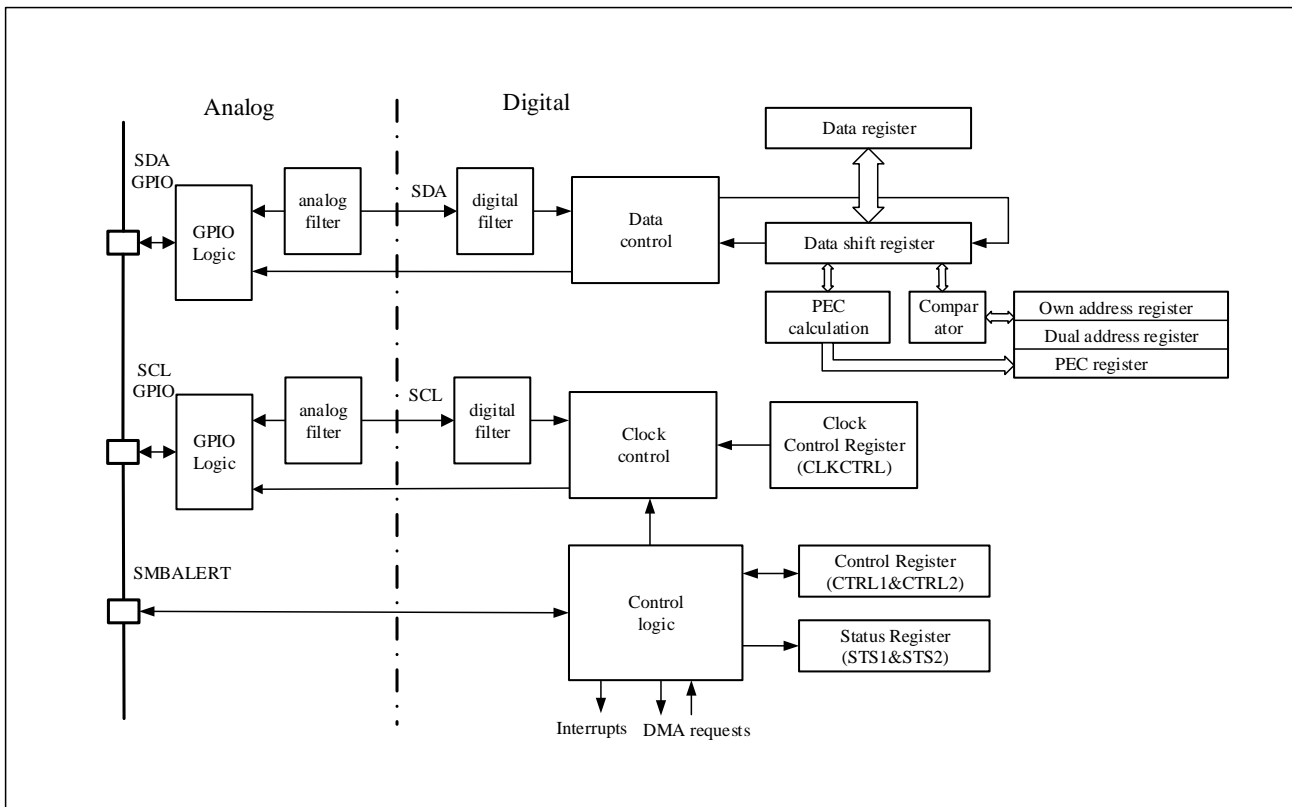 Analog
Digital
Data register
SDA
GPIO
GPIO
Logic
analog
filter
SDA
digital
filter
Data
control
Data shift register
PEC
calculation
Compar
ator
Own address register
Dual address register
PEC register
SCL
GPIO
GPIO
Logic
analog
filter
SCL
digital
filter
Clock
control
Clock
Control Register
(CLKCTRL)
SMBALERT
Control
logic
Control Register
(CTRL1&CTRL2)
Status Register
(STS1&STS2)
Interrupts
DMA requests